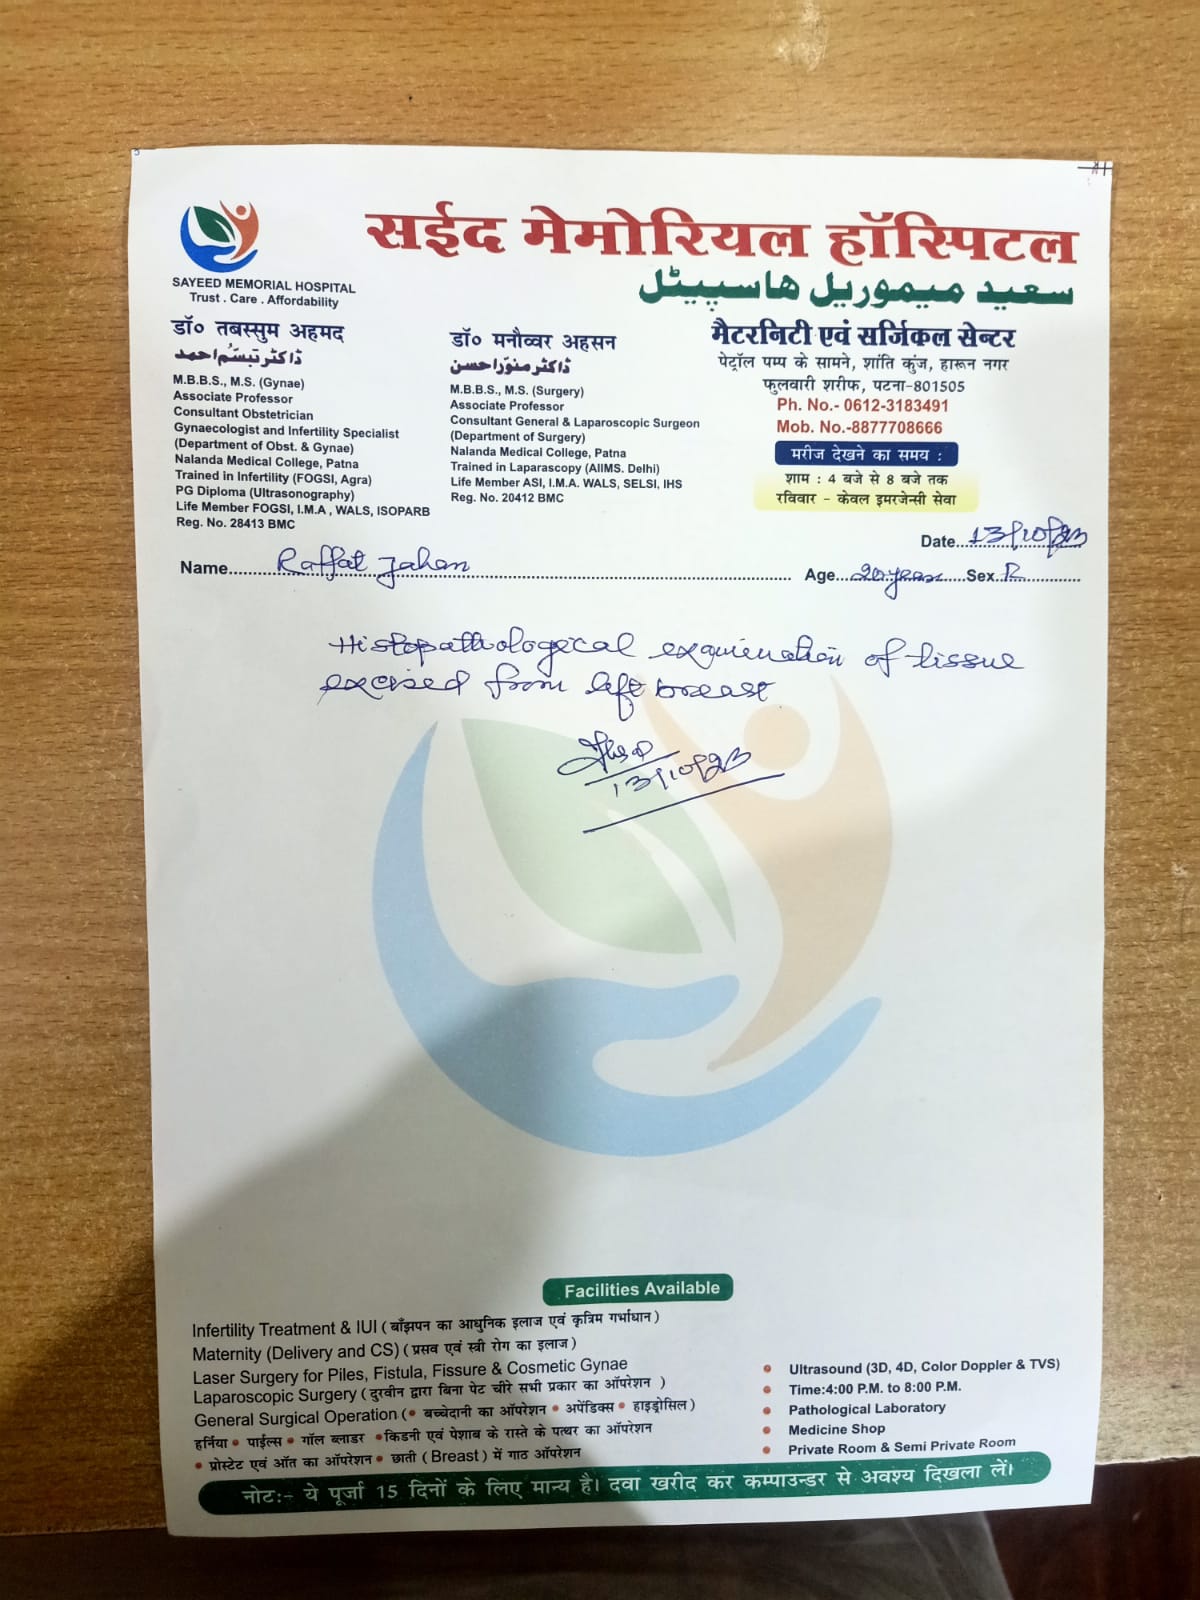 सईद मेमोरियल हॉस्पिटल
سعید میموریل ہاسپیٹل
SAYEED MEMORIAL HOSPITAL
Trust . Care . Affordability
डॉ० तबस्सुम अहमद
ڈاکٹر تبسّم احمد
M.B.B.S., M.S. (Gynae)
Associate Professor
Consultant Obstetrician
Gynaecologist and Infertility Specialist
(Department of Obst. & Gynae)
Nalanda Medical College, Patna
Trained in Infertility (FOGSI, Agra)
PG Diploma (Ultrasonography)
Life Member FOGSI, I.M.A , WALS, ISOPARB
Reg. No. 28413 BMC
डॉ० मनौव्वर अहसन
ڈاکٹر منوّر احسن
M.B.B.S., M.S. (Surgery)
Associate Professor
Consultant General & Laparoscopic Surgeon
(Department of Surgery)
Nalanda Medical College, Patna
Trained in Laparascopy (AIIMS. Delhi)
Life Member ASI, I.M.A. WALS, SELSI, IHS
Reg. No. 20412 BMC
मैटरनिटी एवं सर्जिकल सेन्टर
पेट्रॉल पम्प के सामने, शांति कुंज, हारून नगर
फुलवारी शरीफ, पटना-801505
Ph. No.- 0612-3183491
Mob. No.-8877708666
मरीज देखने का समय :
शाम : 4 बजे से 8 बजे तक
रविवार - केवल इमरजेन्सी सेवा
Date 13/10/23
Name Raffat Jahan Age 20 years Sex F
Histopathological examination of tissue
excised from left breast
13/10/23
Facilities Available
Infertility Treatment & IUI ( बाँझपन का आधुनिक इलाज एवं कृत्रिम गर्भाधान )
Maternity (Delivery and CS) ( प्रसव एवं स्त्री रोग का इलाज )
Laser Surgery for Piles, Fistula, Fissure & Cosmetic Gynae
Laparoscopic Surgery ( दुरवीन द्वारा बिना पेट चीरे सभी प्रकार का ऑपरेशन )
General Surgical Operation ( • बच्चेदानी का ऑपरेशन • अपेंडिक्स • हाइड्रोसिल )
हर्निया • पाईल्स • गॉल ब्लाडर • किडनी एवं पेशाब के रास्ते के पत्थर का ऑपरेशन
• प्रोस्टेट एवं ऑत का ऑपरेशन • छाती ( Breast ) में गाठ ऑपरेशन
• Ultrasound (3D, 4D, Color Doppler & TVS)
• Time:4:00 P.M. to 8:00 P.M.
• Pathological Laboratory
• Medicine Shop
• Private Room & Semi Private Room
नोटः- ये पूर्जा 15 दिनों के लिए मान्य है। दवा खरीद कर कम्पाउन्डर से अवश्य दिखला लें।